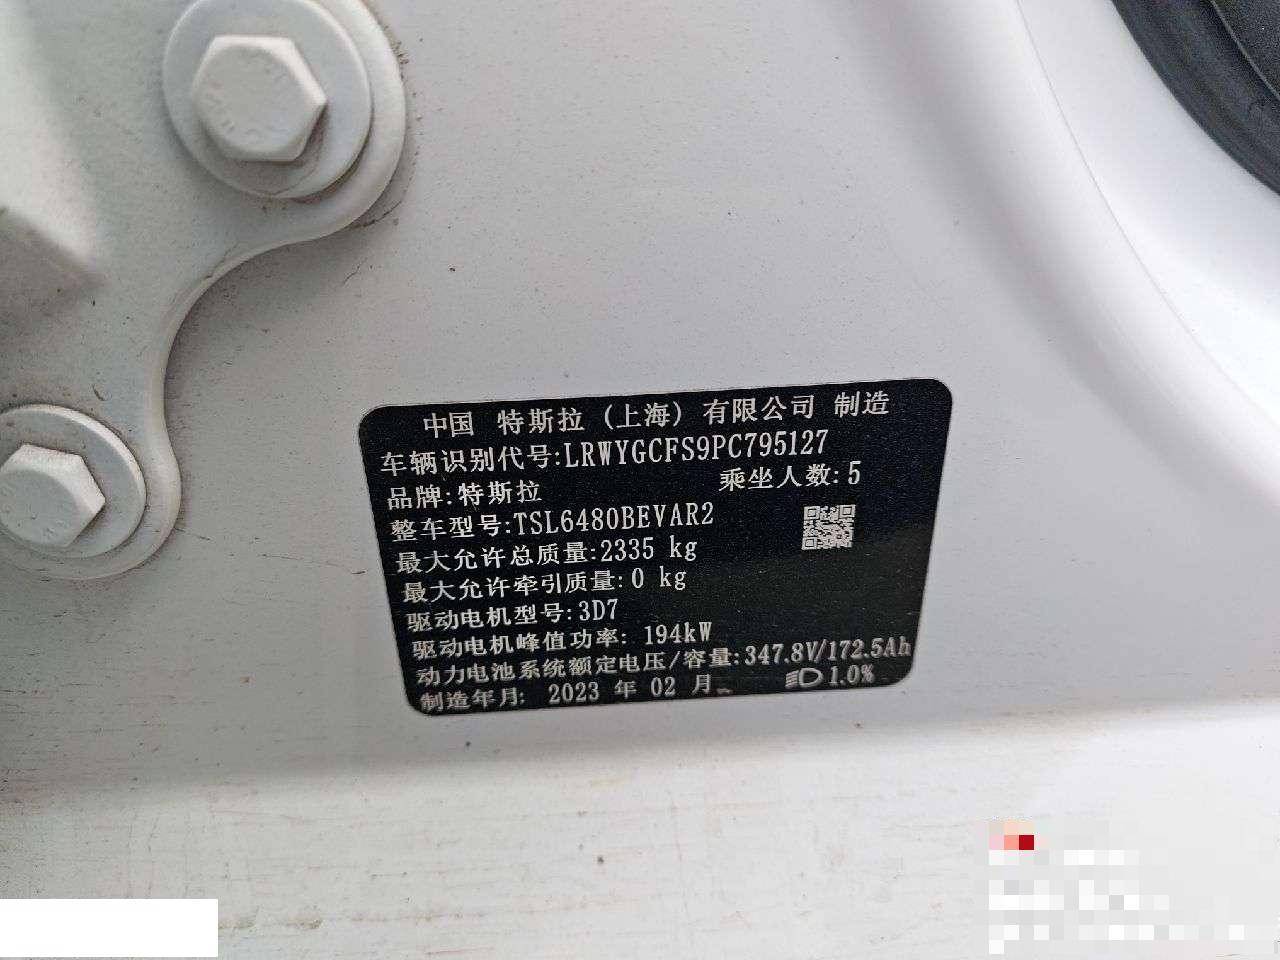 中国 特斯拉 (上海) 有限公司 制造
车辆识别代号:LRWYGCFS9PC795127
品牌:特斯拉 乘坐人数:5
整车型号:TSL6480BEVAR2
最大允许总质量:2335 kg
最大允许牵引质量:0 kg
驱动电机型号:3D7
驱动电机峰值功率: 194kW
动力电池系统额定电压/容量:347.8V/172.5Ah
制造年月: 2023 年 02 月 1.0%